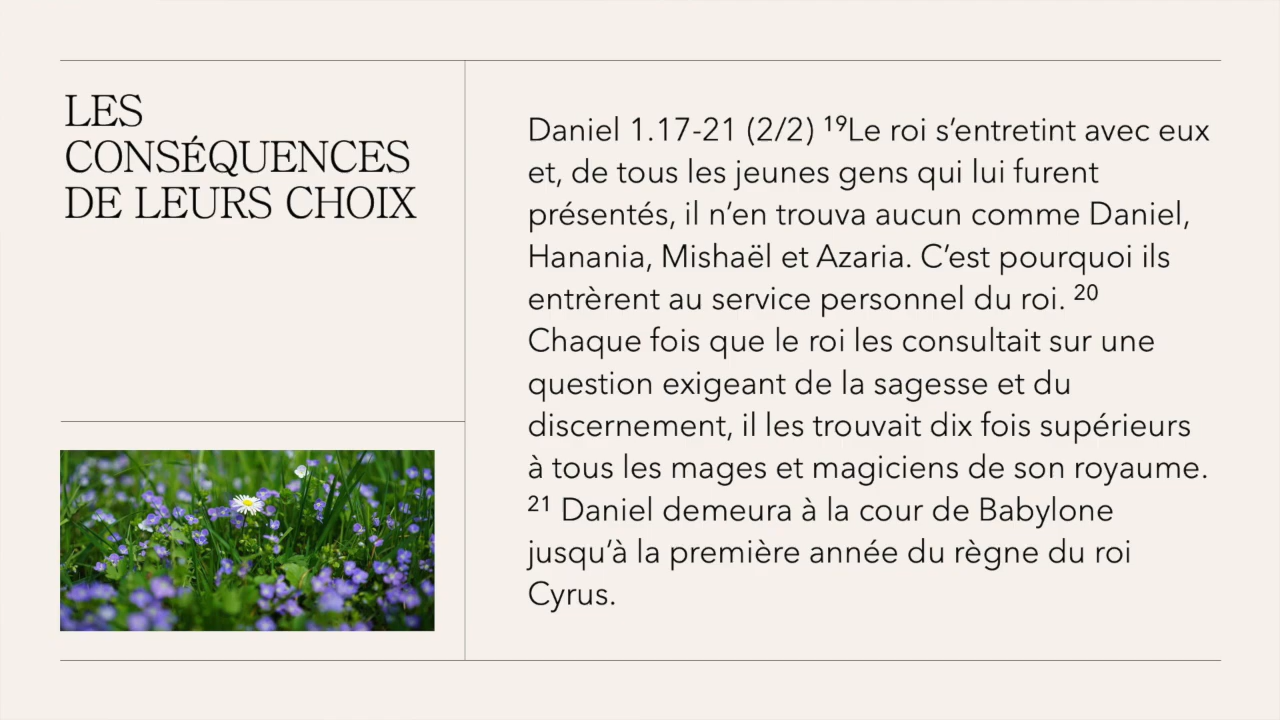 LES
CONSÉQUENCES
DE LEURS CHOIX
Daniel 1.17-21 (2/2) ¹⁹Le roi s’entretint avec eux
et, de tous les jeunes gens qui lui furent
présentés, il n’en trouva aucun comme Daniel,
Hanania, Mishaël et Azaria. C’est pourquoi ils
entrèrent au service personnel du roi. ²⁰
Chaque fois que le roi les consultait sur une
question exigeant de la sagesse et du
discernement, il les trouvait dix fois supérieurs
à tous les mages et magiciens de son royaume.
²¹ Daniel demeura à la cour de Babylone
jusqu’à la première année du règne du roi
Cyrus.